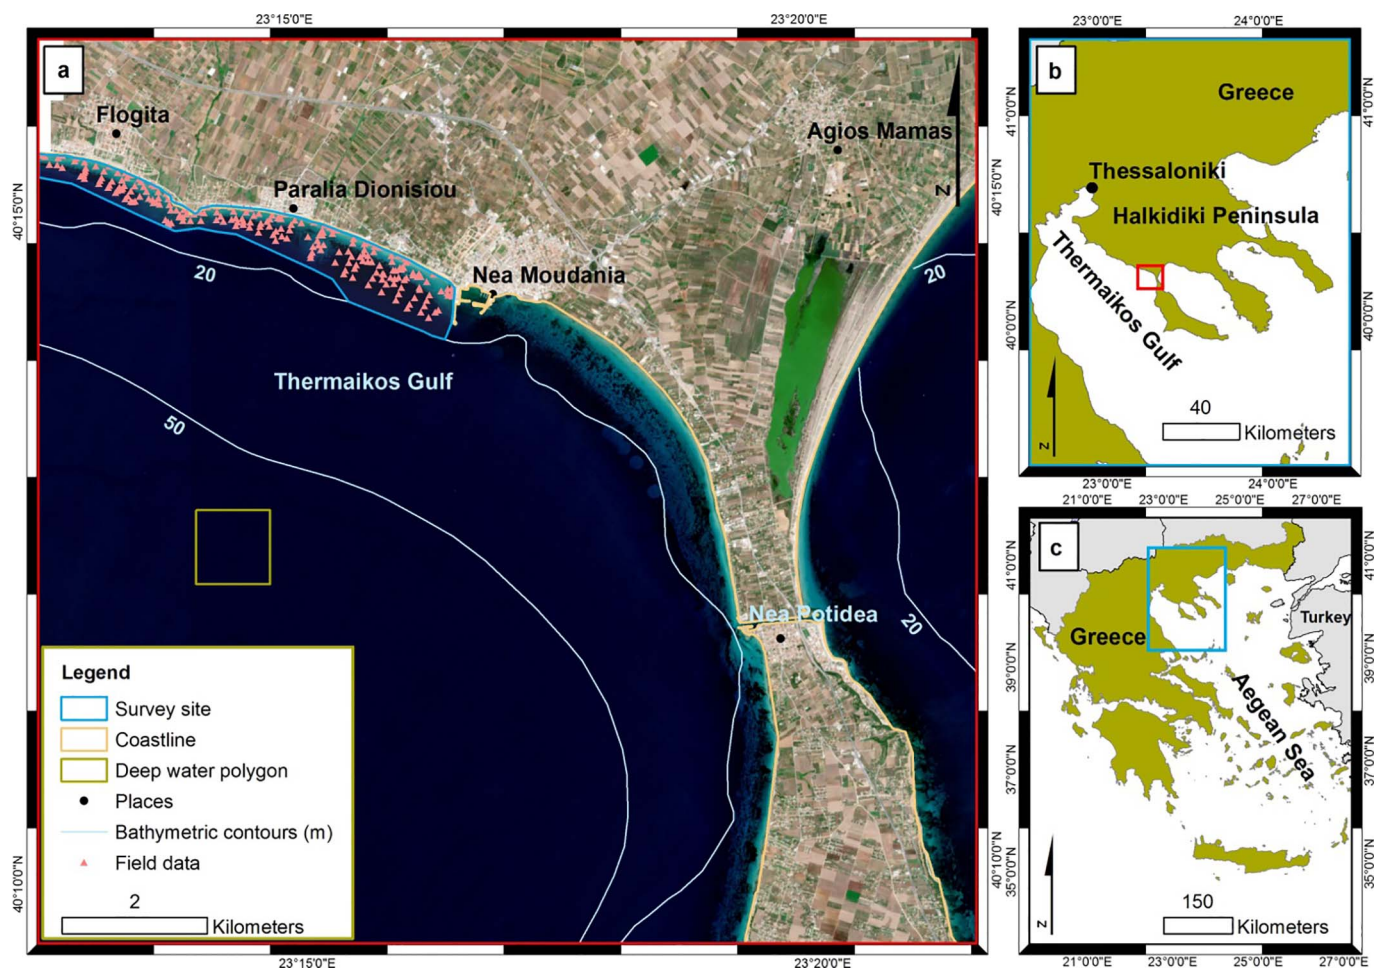 23°15'0"E
23°20'0"E
a
Flogita
Agios Mamas
N
Paralia Dionisiou
40°15'0"N
40°15'0"N
20
20
Nea Moudania
Thermaikos Gulf
50
20
Nea Potidea
Legend
Survey site
Coastline
Deep water polygon
Places
Bathymetric contours (m)
Field data
2
Kilometers
40°10'0"N
40°10'0"N
23°15'0"E
23°20'0"E
23°0'0"E
24°0'0"E
b
Greece
41°0'0"N
41°0'0"N
Thessaloniki
Halkidiki Peninsula
Thermaikos Gulf
40°0'0"N
40°0'0"N
N
40
Kilometers
23°0'0"E
24°0'0"E
21°0'0"E
23°0'0"E
25°0'0"E
27°0'0"E
c
41°0'0"N
41°0'0"N
Turkey
Greece
39°0'0"N
39°0'0"N
Aegean Sea
37°0'0"N
37°0'0"N
35°0'0"N
35°0'0"N
N
150
Kilometers
21°0'0"E
23°0'0"E
25°0'0"E
27°0'0"E